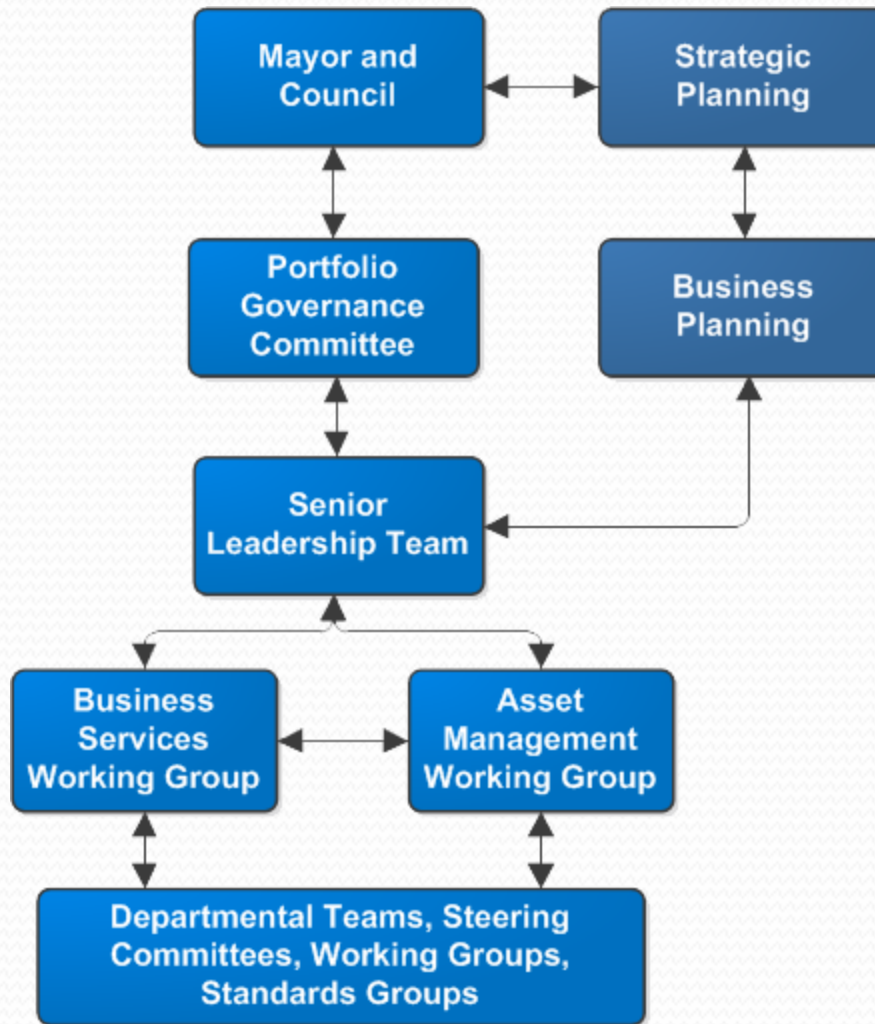 Mayor and
Council
Strategic
Planning
Portfolio
Governance
Committee
Business
Planning
Senior
Leadership Team
Business
Services
Working Group
Asset
Management
Working Group
Departmental Teams, Steering
Committees, Working Groups,
Standards Groups